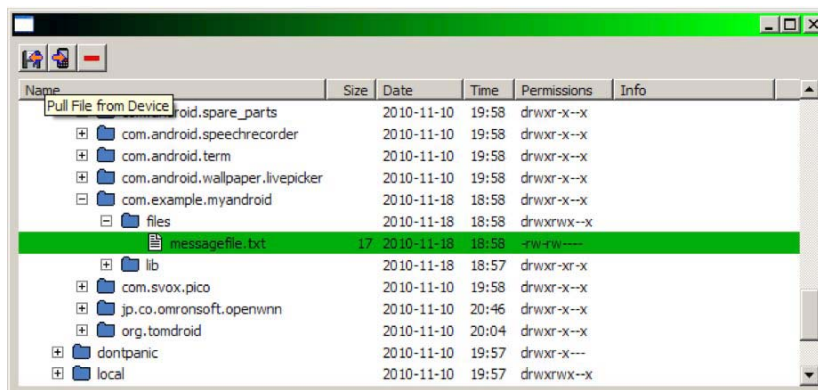 Name Size Date Time Permissions Info
Pull File from Device
android.spare_parts 2010-11-10 19:58 drwxr-x--x
com.android.speechrecorder 2010-11-10 19:58 drwxr-x--x
com.android.term 2010-11-10 19:58 drwxr-x--x
com.android.wallpaper.livepicker 2010-11-10 19:58 drwxr-x--x
com.example.myandroid 2010-11-18 18:58 drwxr-x--x
files 2010-11-18 18:58 drwxrwx--x
messagefile.txt 17 2010-11-18 18:58 -rw-rw----
lib 2010-11-18 18:57 drwxr-xr-x
com.svox.pico 2010-11-10 19:58 drwxr-x--x
jp.co.omronsoft.openwnn 2010-11-10 20:46 drwxr-x--x
org.tomdroid 2010-11-10 20:04 drwxr-x--x
dontpanic 2010-11-10 19:57 drwxr-x---
local 2010-11-10 19:57 drwxrwx--x